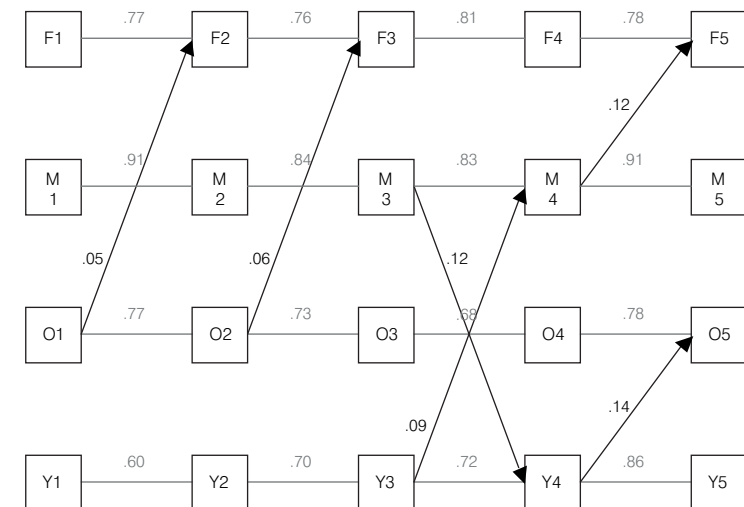 .77 .76 .81 .78
F1 F2 F3 F4 F5
.12
.91 .84 .83 .91
M M M M M
1 2 3 4 5
.05 .06 .12
.77 .73 .68 .78
O1 O2 O3 O4 O5
.14
.09
.60 .70 .72 .86
Y1 Y2 Y3 Y4 Y5